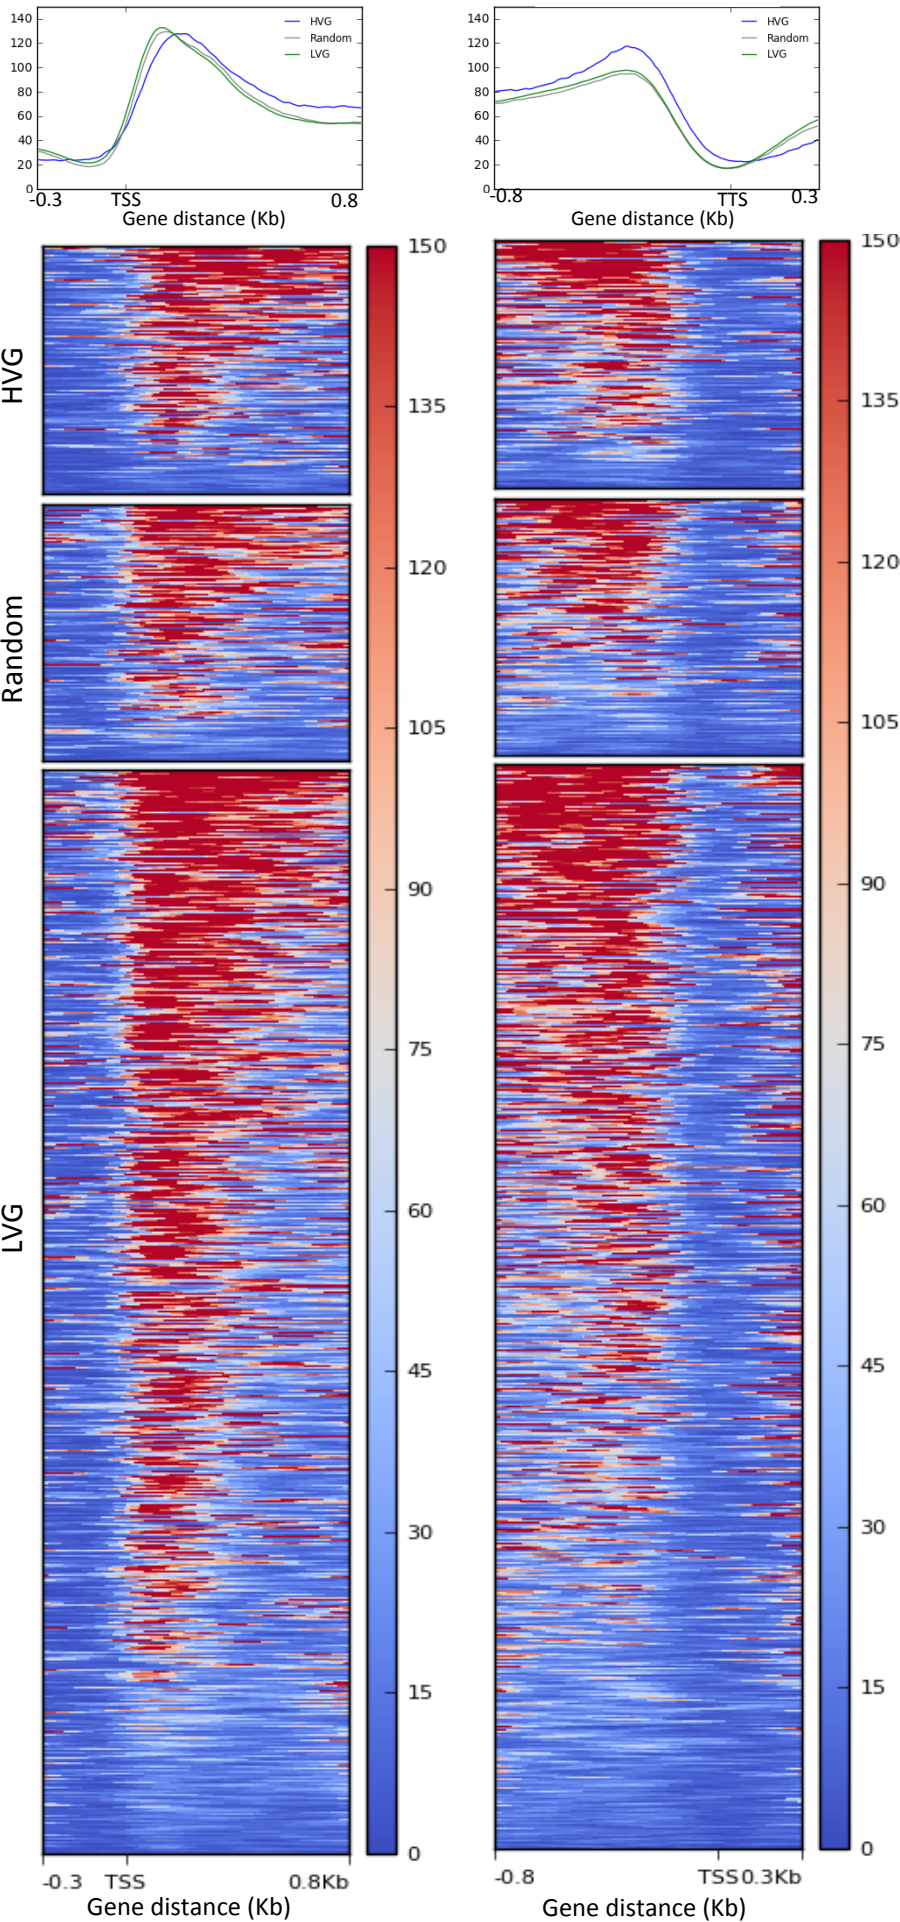 140
120
100
80
60
40
20
0
HVG
Random
LVG
-0.3 TSS 0.8
Gene distance (Kb)
140
120
100
80
60
40
20
0
HVG
Random
LVG
-0.8 TTS 0.3
Gene distance (Kb)
HVG
Random
LVG
150
135
120
105
90
75
60
45
30
15
0
-0.3 TSS 0.8Kb
Gene distance (Kb)
150
135
120
105
90
75
60
45
30
15
0
-0.8 TSS 0.3Kb
Gene distance (Kb)